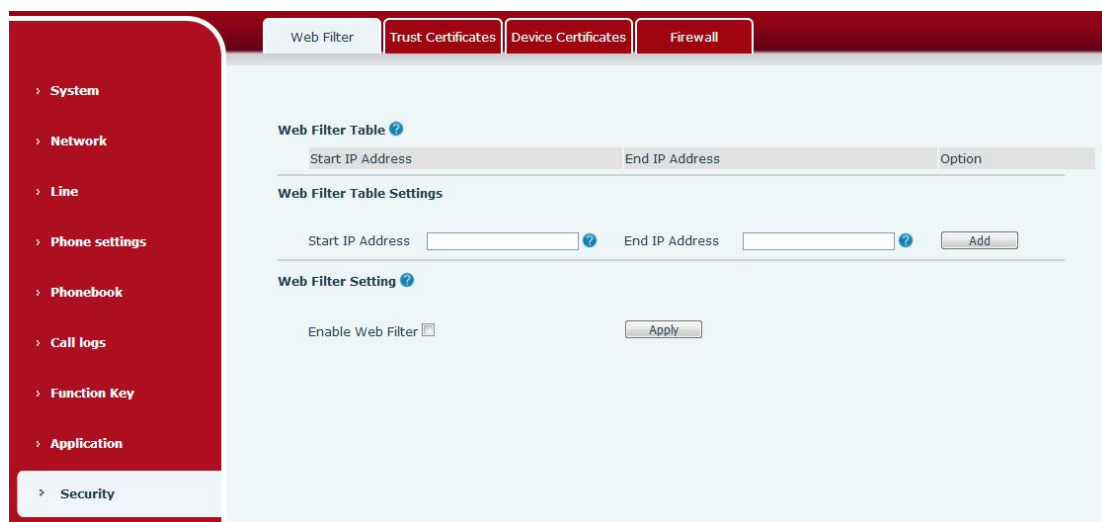 Web Filter Trust Certificates Device Certificates Firewall
› System
› Network
› Line
› Phone settings
› Phonebook
› Call logs
› Function Key
› Application
› Security
Web Filter Table ?
Start IP Address End IP Address Option
Web Filter Table Settings
Start IP Address ? End IP Address ? Add
Web Filter Setting ?
Enable Web Filter Apply